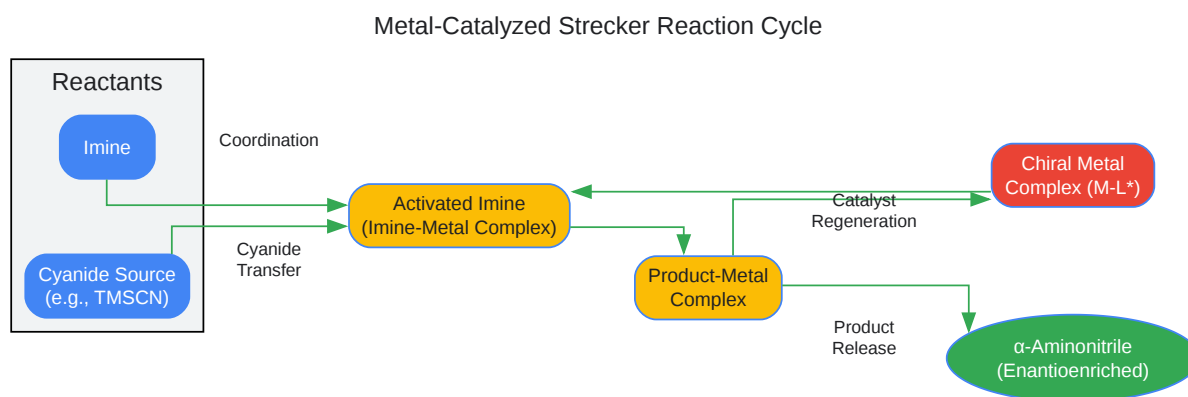 Metal-Catalyzed Strecker Reaction Cycle
Reactants
Imine
Coordination
Chiral Metal
Complex (M-L*)
Activated Imine
(Imine-Metal Complex)
Catalyst
Regeneration
Cyanide
Transfer
Cyanide Source
(e.g., TMSCN)
Product-Metal
Complex
Product
Release
α-Aminonitrile
(Enantioenriched)